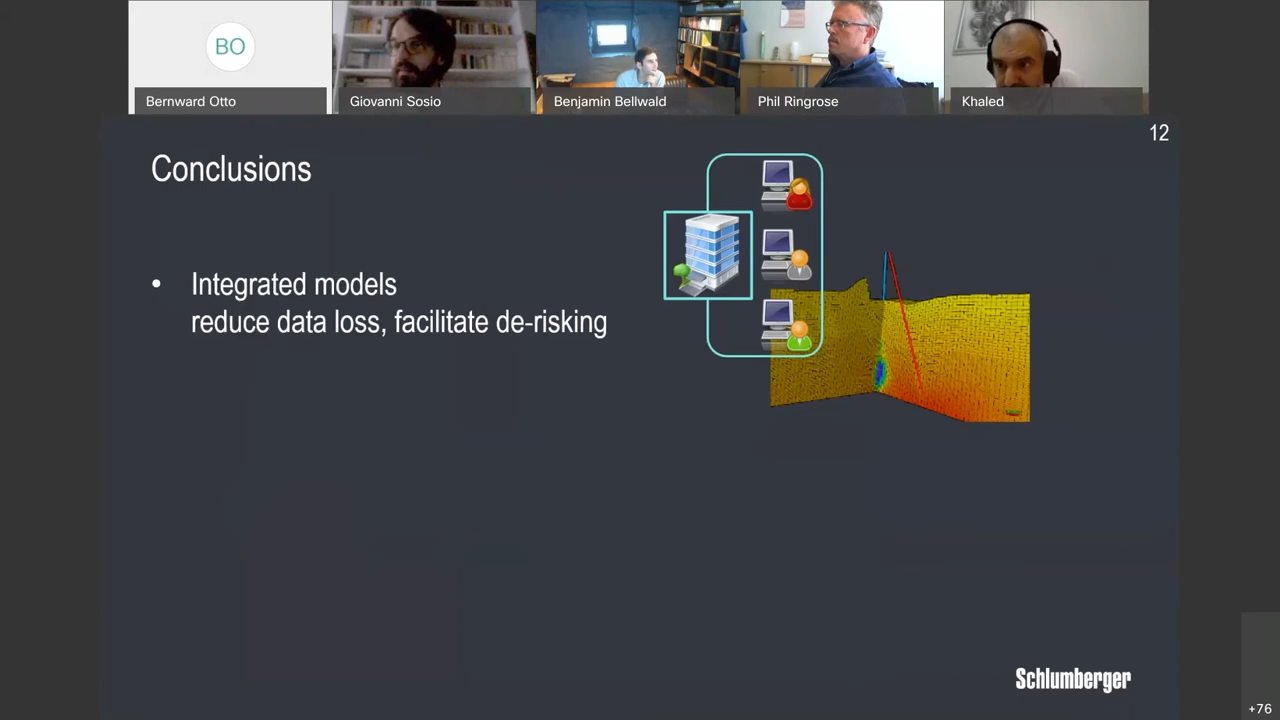 BO
Bernward Otto
Giovanni Sosio
Benjamin Bellwald
Phil Ringrose
Khaled
12
Conclusions
• Integrated models
reduce data loss, facilitate de-risking
Schlumberger
+76